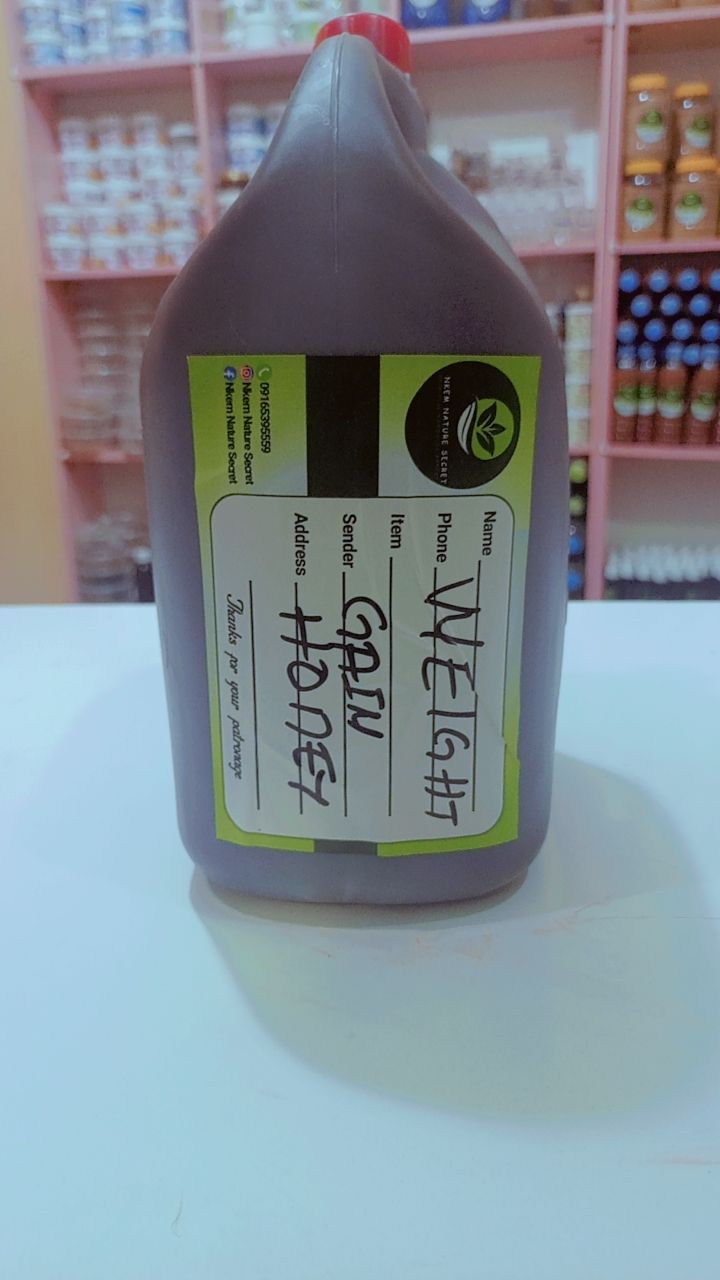 NKEM NATURE SECRET
09165395559
Nkem Nature Secret
Nkem Nature Secret
Name
Phone
Item
Sender
Address
WEIGHT
GAIN
HONEY
Thanks for your patronage